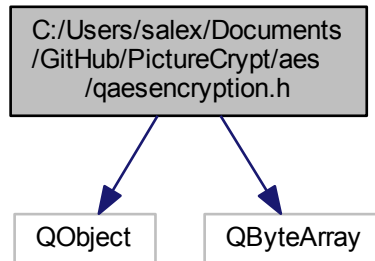 C:/Users/salex/Documents
/GitHub/PictureCrypt/aes
/qaesencryption.h
QObject
QByteArray